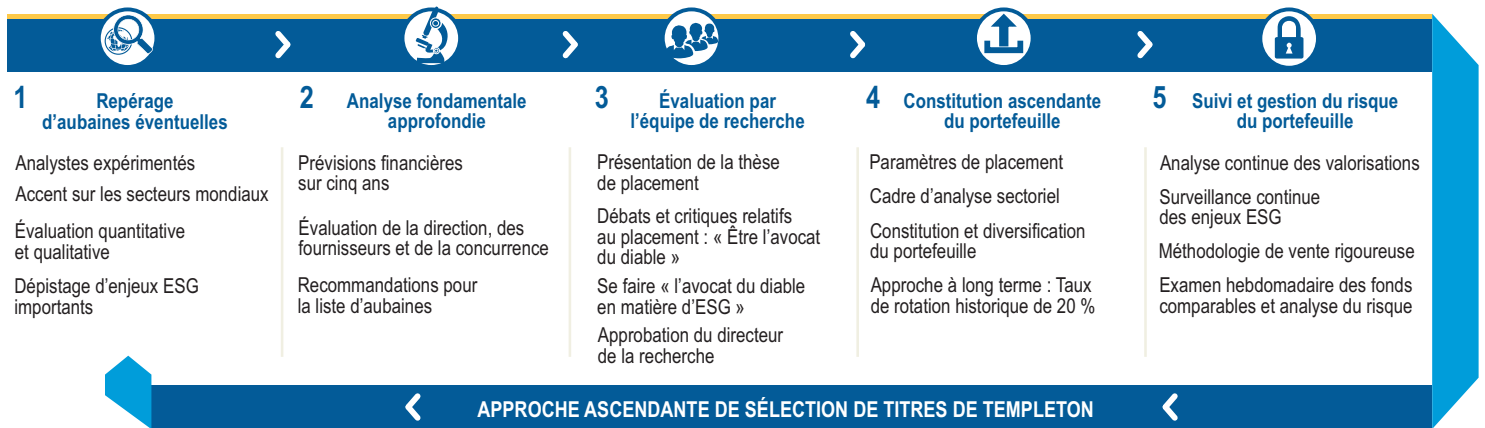 1 Repérage
d'aubaines éventuelles
Analystes expérimentés
Accent sur les secteurs mondiaux
Évaluation quantitative
et qualitative
Dépistage d'enjeux ESG
importants
2 Analyse fondamentale
approfondie
Prévisions financières
sur cinq ans
Évaluation de la direction, des
fournisseurs et de la concurrence
Recommandations pour
la liste d'aubaines
3 Évaluation par
l'équipe de recherche
Présentation de la thèse
de placement
Débats et critiques relatifs
au placement : « Être l'avocat
du diable »
Se faire « l'avocat du diable
en matière d'ESG »
Approbation du directeur
de la recherche
4 Constitution ascendante
du portefeuille
Paramètres de placement
Cadre d'analyse sectoriel
Constitution et diversification
du portefeuille
Approche à long terme : Taux
de rotation historique de 20 %
5 Suivi et gestion du risque
du portefeuille
Analyse continue des valorisations
Surveillance continue
des enjeux ESG
Méthodologie de vente rigoureuse
Examen hebdomadaire des fonds
comparables et analyse du risque
APPROCHE ASCENDANTE DE SÉLECTION DE TITRES DE TEMPLETON